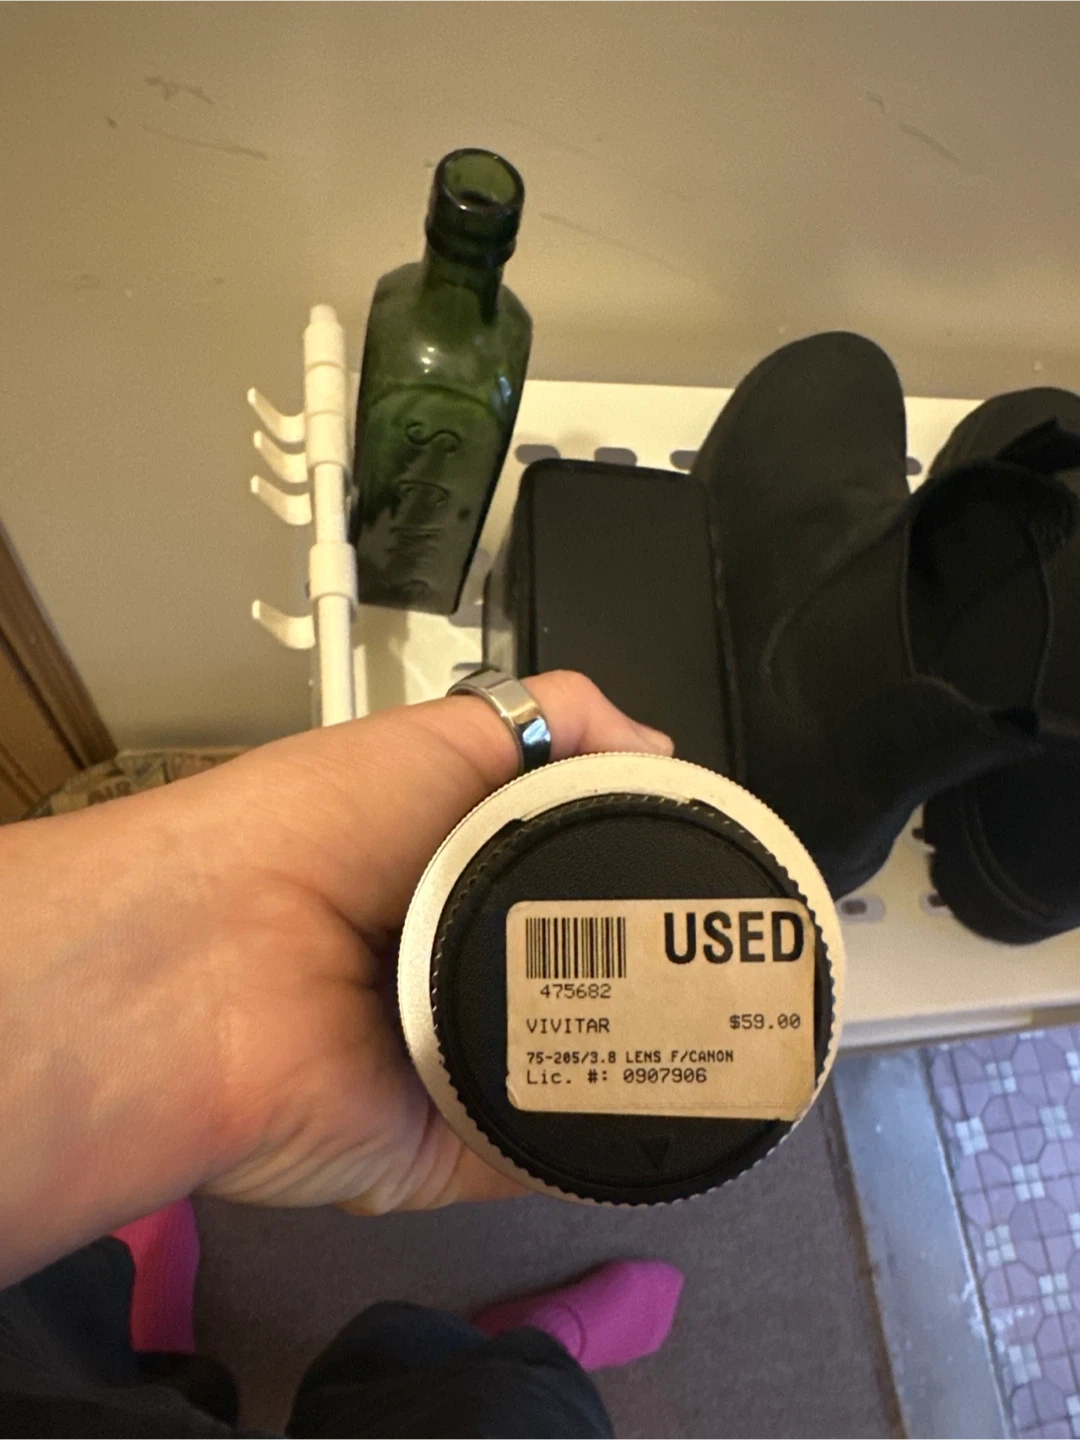 USED
475682
VIVITAR $59.00
75-205/3.8 LENS F/CANON
Lic. #: 0907906